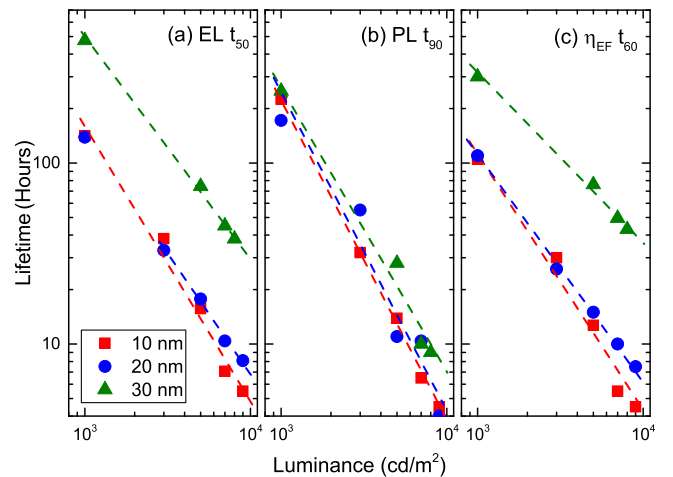 (a) EL t50
(b) PL t90
(c) ηEF t60
Lifetime (Hours)
100
10
10 nm
20 nm
30 nm
10³ 10⁴ 10³ 10⁴ 10³ 10⁴
Luminance (cd/m²)